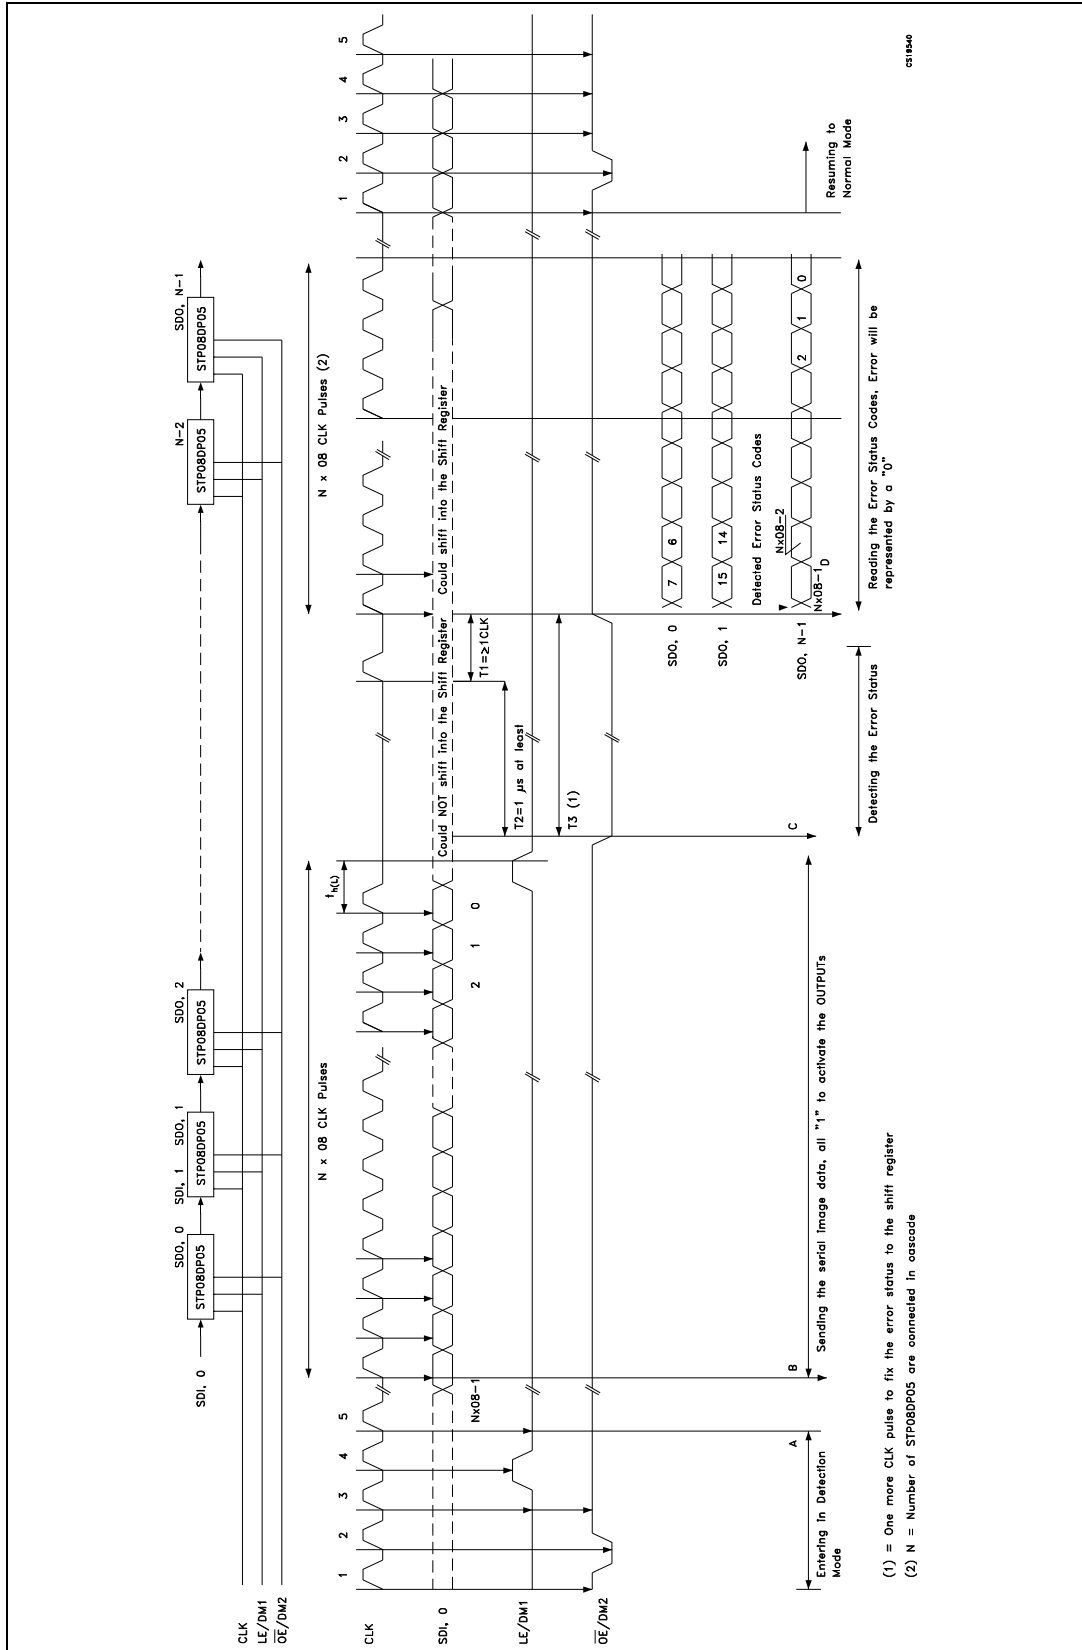 SDI, 0
STP08DP05
SDO, 0
SDI, 1
STP08DP05
SDO, 1
STP08DP05
SDO, 2
N-2
STP08DP05
STP08DP05
SDO, N-1
CLK
LE/DM1
OE/DM2
N x 08 CLK Pulses
N x 08 CLK Pulses (2)
th(L)
CLK
1
2
3
4
5
1
2
3
4
5
SDI, 0
Nx08-1
2
1
0
Could NOT shift into the Shift Register
Could shift into the Shift Register
T1=≥1CLK
T2=1 µs at least
T3 (1)
LE/DM1
OE/DM2
SDO, 0
7
6
SDO, 1
15
14
Detected Error Status Codes
Nx08-2
SDO, N-1
Nx08-1
D
2
1
0
A
B
C
Entering in Detection
Mode
Sending the serial image data, all "1" to activate the OUTPUTs
Detecting the Error Status
Reading the Error Status Codes, Error will be
represented by a "0"
Resuming to
Normal Mode
(1) = One more CLK pulse to fix the error status to the shift register
(2) N = Number of STP08DP05 are connected in cascade
CS19540